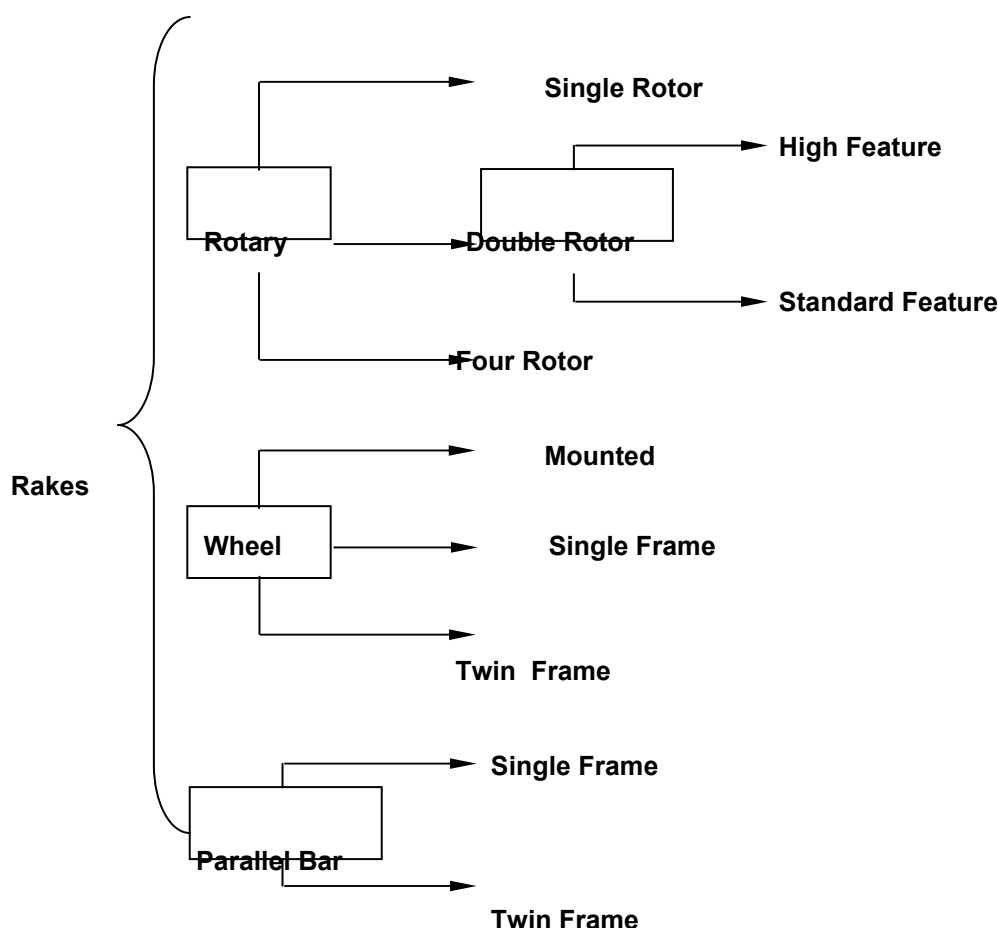 Single Rotor
High Feature
Rotary
Double Rotor
Standard Feature
Four Rotor
Mounted
Rakes
Wheel
Single Frame
Twin Frame
Single Frame
Parallel Bar
Twin Frame